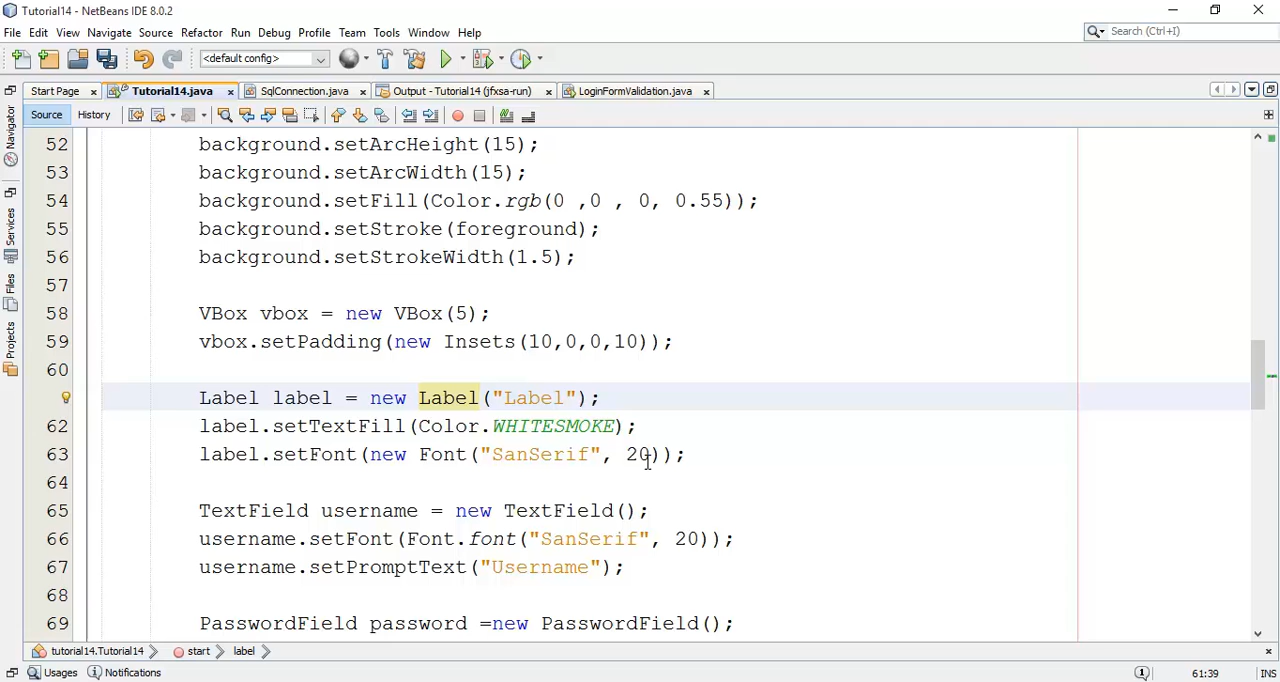 Tutorial14 - NetBeans IDE 8.0.2
File Edit View Navigate Source Refactor Run Debug Profile Team Tools Window Help
Search (Ctrl+I)
<default config>
Start Page Tutorial14.java SqlConnection.java Output - Tutorial14 (jfxsa-run) LoginFormValidation.java
Source History
Navigator
Services
Files
Projects
52 background.setArcHeight(15);
53 background.setArcWidth(15);
54 background.setFill(Color.rgb(0 ,0 , 0, 0.55));
55 background.setStroke(foreground);
56 background.setStrokeWidth(1.5);
57
58 VBox vbox = new VBox(5);
59 vbox.setPadding(new Insets(10,0,0,10));
60
Label label = new Label("Label");
62 label.setTextFill(Color.WHITESMOKE);
63 label.setFont(new Font("SanSerif", 20));
64
65 TextField username = new TextField();
66 username.setFont(Font.font("SanSerif", 20));
67 username.setPromptText("Username");
68
69 PasswordField password =new PasswordField();
tutorial14.Tutorial14 start label
Usages Notifications 1 61:39 INS